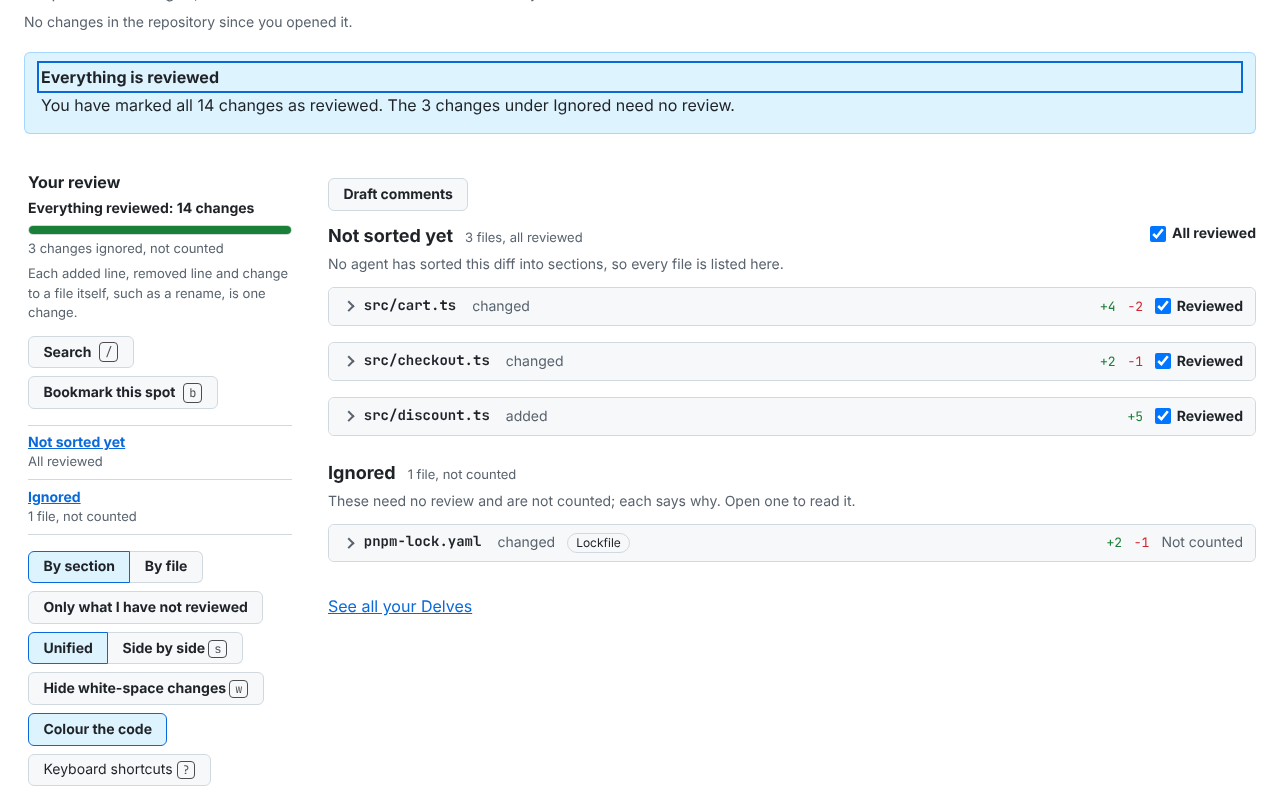 No changes in the repository since you opened it.
Everything is reviewed
You have marked all 14 changes as reviewed. The 3 changes under Ignored need no review.
Your review
Everything reviewed: 14 changes
3 changes ignored, not counted
Each added line, removed line and change
to a file itself, such as a rename, is one
change.
Search /
Bookmark this spot b
Not sorted yet
All reviewed
Ignored
1 file, not counted
By section By file
Only what I have not reviewed
Unified Side by side s
Hide white-space changes w
Colour the code
Keyboard shortcuts ?
Draft comments
Not sorted yet 3 files, all reviewed All reviewed
No agent has sorted this diff into sections, so every file is listed here.
src/cart.ts changed +4 -2 Reviewed
src/checkout.ts changed +2 -1 Reviewed
src/discount.ts added +5 Reviewed
Ignored 1 file, not counted
These need no review and are not counted; each says why. Open one to read it.
pnpm-lock.yaml changed Lockfile +2 -1 Not counted
See all your Delves